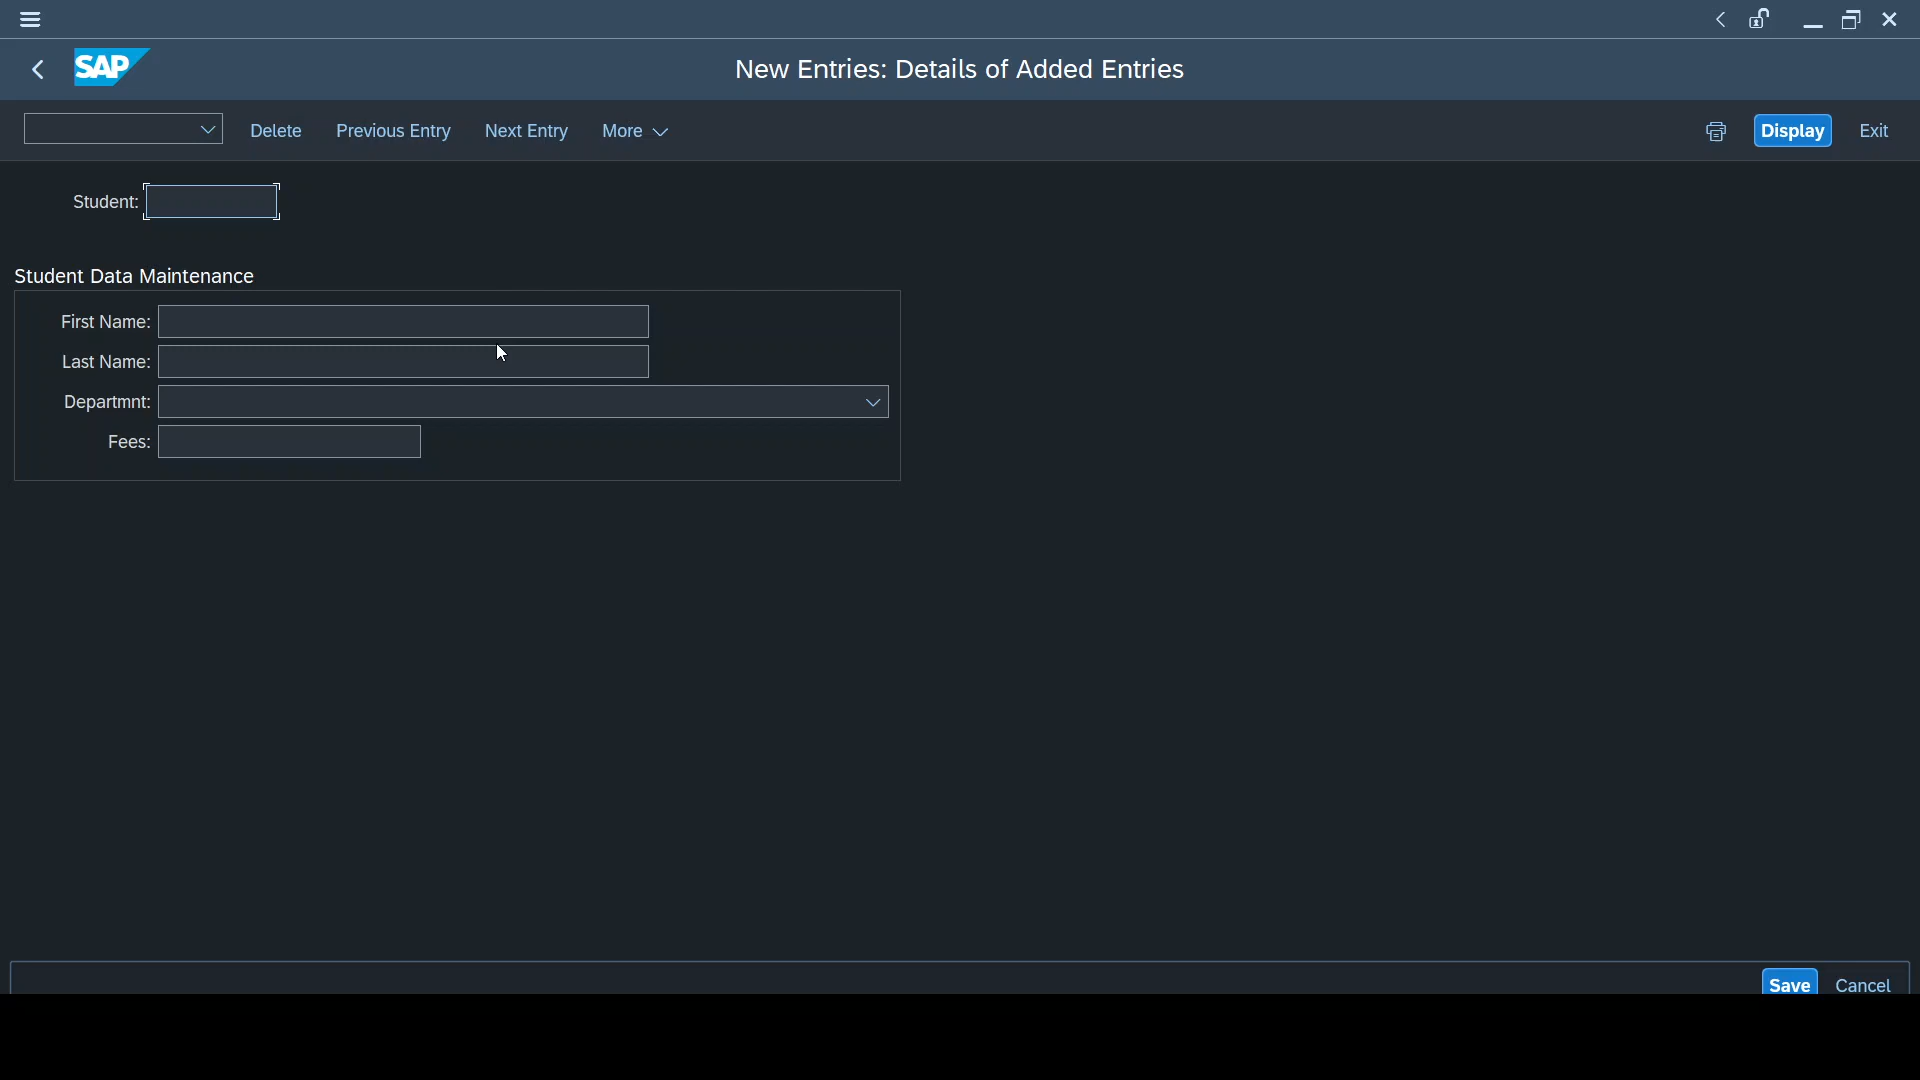 SAP
New Entries: Details of Added Entries
Delete Previous Entry Next Entry More Display Exit
Student:
Student Data Maintenance
First Name:
Last Name:
Departmnt:
Fees:
Save Cancel